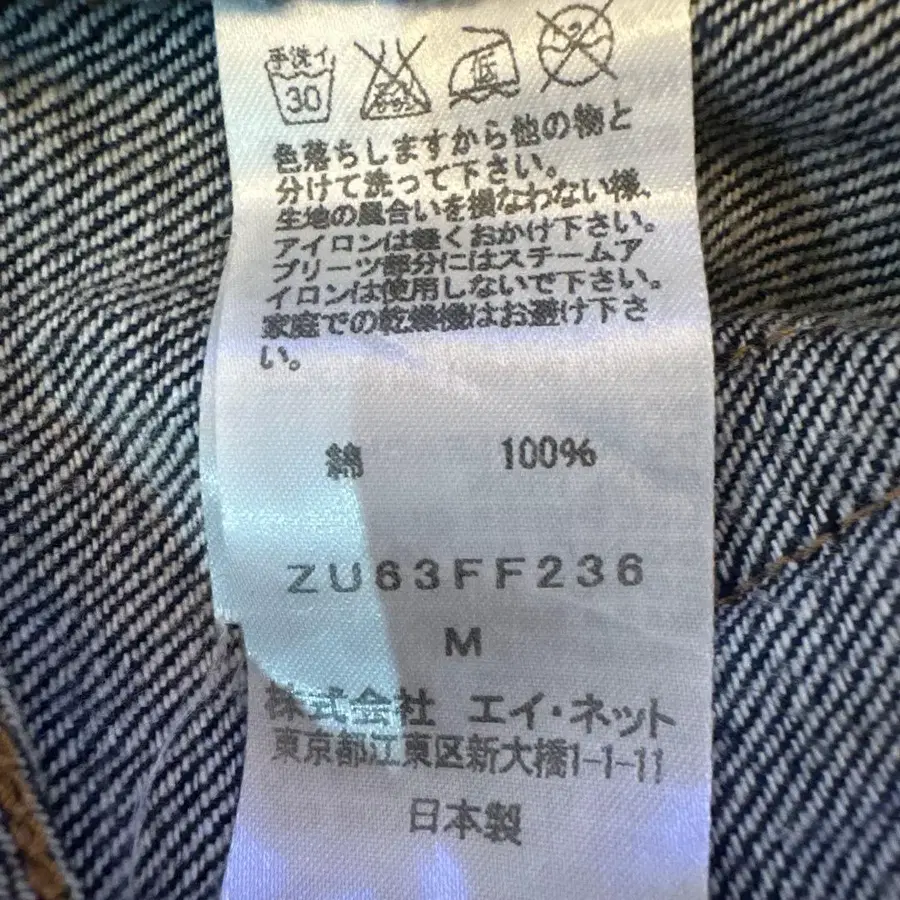 手洗イ
30
低
色落ちしますから他の物と
分けて洗って下さい。
生地の風合いを損なわない様、
アイロンは軽くおかけ下さい。
プリーツ部分にはスチームア
イロンは使用しないで下さい。
家庭での乾燥機はお避け下さ
い。
綿 100%
ZU63FF236
M
株式会社 エイ・ネット
東京都江東区新大橋1-1-11
日本製